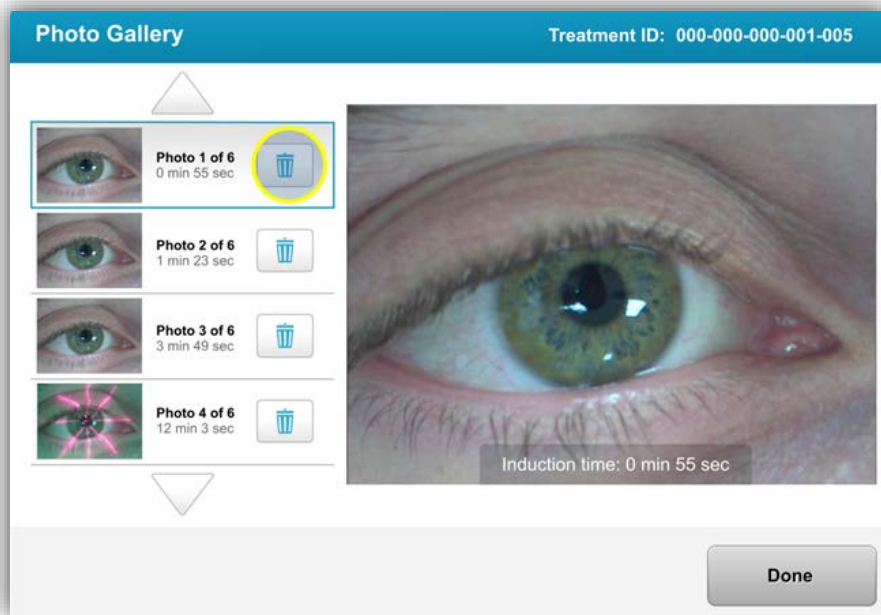 Photo Gallery
Treatment ID: 000-000-000-001-005
Photo 1 of 6
0 min 55 sec
Photo 2 of 6
1 min 23 sec
Photo 3 of 6
3 min 49 sec
Photo 4 of 6
12 min 3 sec
Induction time: 0 min 55 sec
Done